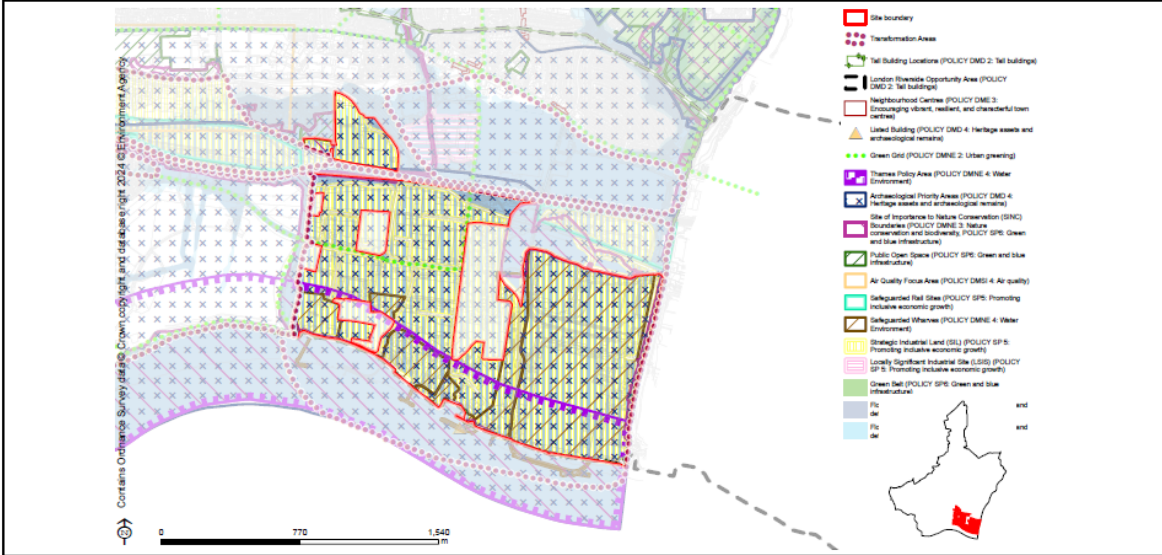 Contains Ordnance Survey data © Crown copyright and database right 2024 © Environment Agency
Site boundary
Transformation Areas
Tall Building Locations (POLICY DMD 2: Tall buildings)
London Riverside Opportunity Area (POLICY
DMD 2: Tall buildings)
Neighbourhood Centres (POLICY DME 3:
Encouraging vibrant, resilient, and characterful town
centres)
Listed Building (POLICY DMD 4: Heritage assets and
archaeological remains)
Green Grid (POLICY DMNE 2: Urban greening)
Thames Policy Area (POLICY DMNE 4: Water
Environment)
Archaeological Priority Areas (POLICY DMD 4:
Heritage assets and archaeological remains)
Site of Importance to Nature Conservation (SINC)
Boundaries (POLICY DMNE 3: Nature
conservation and biodiversity, POLICY SP6: Green
and blue infrastructure)
Public Open Space (POLICY SP6: Green and blue
infrastructure)
Air Quality Focus Area (POLICY DMSI 4: Air quality)
Safeguarded Rail Sites (POLICY SP5: Promoting
inclusive economic growth)
Safeguarded Wharves (POLICY DMNE 4: Water
Environment)
Strategic Industrial Land (SIL) (POLICY SP 5:
Promoting inclusive economic growth)
Locally Significant Industrial Site (LSIS) (POLICY
SP 5: Promoting inclusive economic growth)
Green Belt (POLICY SP6: Green and blue
infrastructure)
and
and
0 770 1,540
m